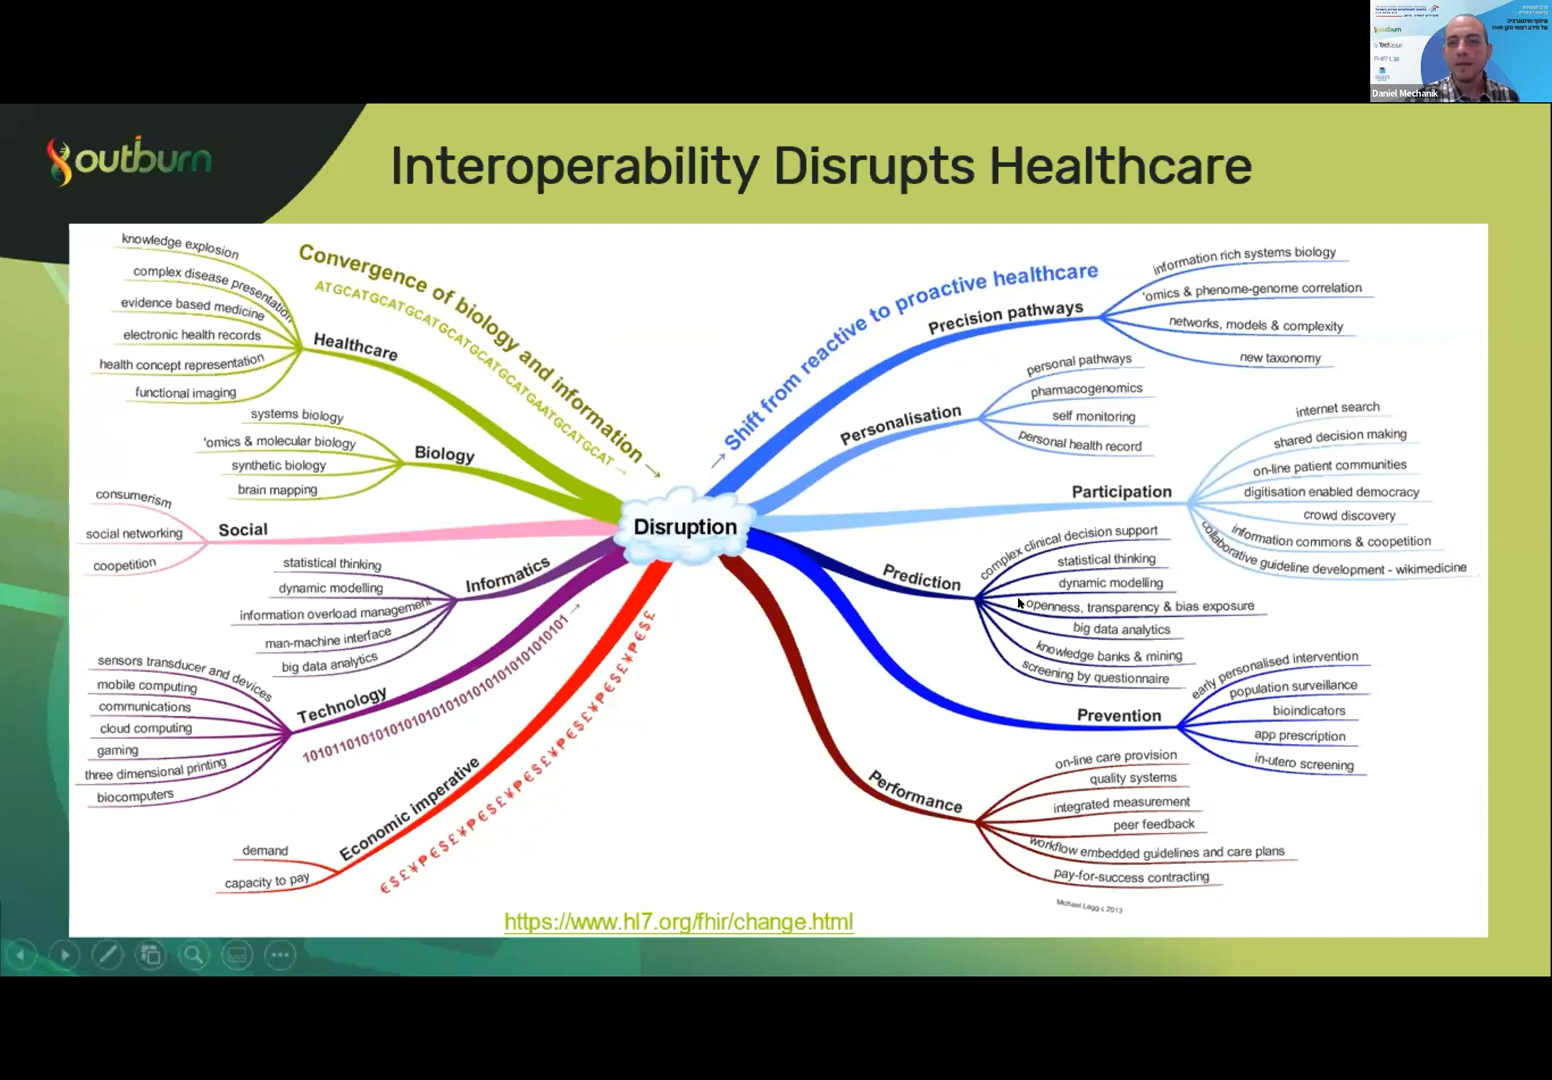 outburn
Yael Group
Daniel Mechanik
outburn
Interoperability Disrupts Healthcare
Convergence of biology and information →
ATGCATGCATGCATGCATGCATGCATGCATGAATGCATGCAT →
Healthcare
knowledge explosion
complex disease presentation
evidence based medicine
electronic health records
health concept representation
functional imaging
Biology
systems biology
'omics & molecular biology
synthetic biology
brain mapping
Social
consumerism
social networking
coopetition
Informatics
statistical thinking
dynamic modelling
information overload management
man-machine interface
big data analytics
Technology
sensors transducer and devices
mobile computing
communications
cloud computing
gaming
three dimensional printing
biocomputers
Economic imperative
demand
capacity to pay
Disruption
→ Shift from reactive to proactive healthcare
Precision pathways
information rich systems biology
'omics & phenome-genome correlation
networks, models & complexity
new taxonomy
Personalisation
personal pathways
pharmacogenomics
self monitoring
personal health record
Participation
internet search
shared decision making
on-line patient communities
digitisation enabled democracy
crowd discovery
information commons & coopetition
collaborative guideline development - wikimedicine
Prediction
complex clinical decision support
statistical thinking
dynamic modelling
openness, transparency & bias exposure
big data analytics
knowledge banks & mining
screening by questionnaire
Prevention
early personalised intervention
population surveillance
bioindicators
app prescription
in-utero screening
Performance
on-line care provision
quality systems
integrated measurement
peer feedback
workflow embedded guidelines and care plans
pay-for-success contracting
Michael Legg 2013
https://www.hl7.org/fhir/change.html